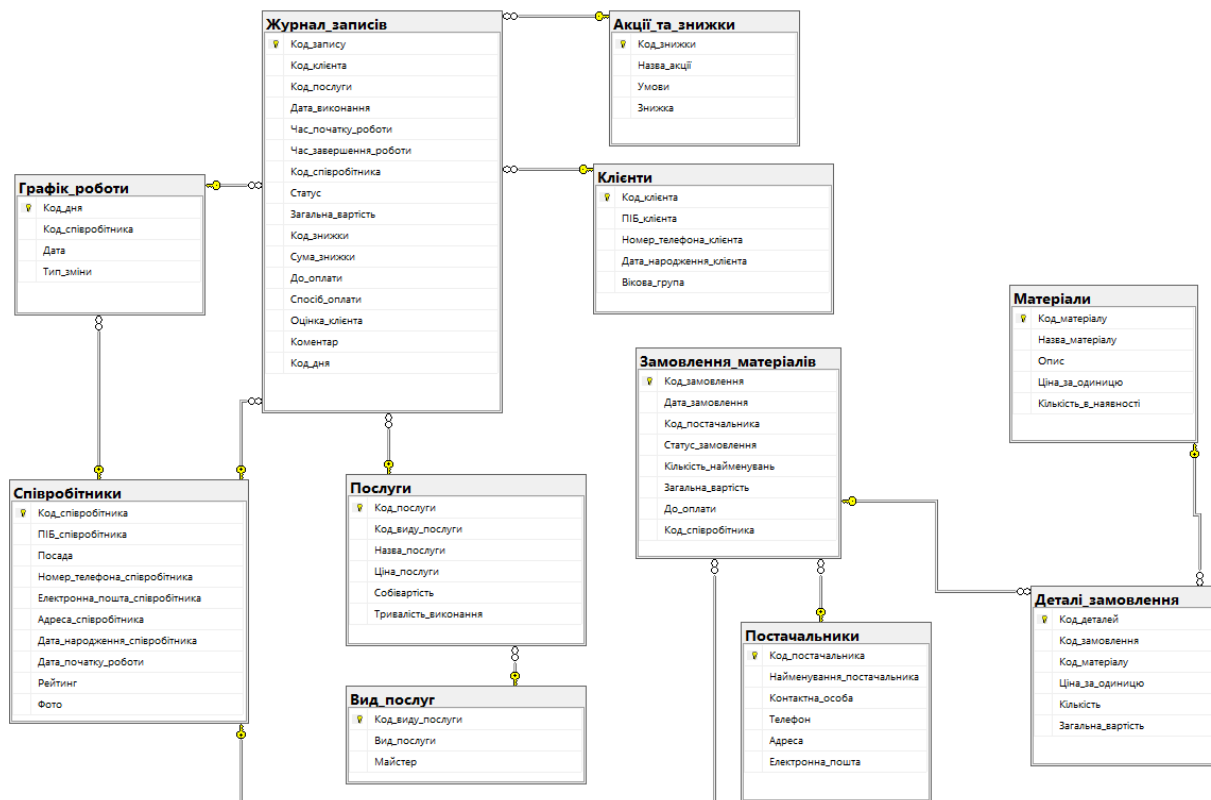 Журнал_записів
Код_запису
Код_клієнта
Код_послуги
Дата_виконання
Час_початку_роботи
Час_завершення_роботи
Код_співробітника
Статус
Загальна_вартість
Код_знижки
Сума_знижки
До_оплати
Спосіб_оплати
Оцінка_клієнта
Коментар
Код_дня
Акції_та_знижки
Код_знижки
Назва_акції
Умови
Знижка
Клієнти
Код_клієнта
ПІБ_клієнта
Номер_телефона_клієнта
Дата_народження_клієнта
Вікова_група
Графік_роботи
Код_дня
Код_співробітника
Дата
Тип_зміни
Матеріали
Код_матеріалу
Назва_матеріалу
Опис
Ціна_за_одиницю
Кількість_в_наявності
Замовлення_матеріалів
Код_замовлення
Дата_замовлення
Код_постачальника
Статус_замовлення
Кількість_найменувань
Загальна_вартість
До_оплати
Код_співробітника
Співробітники
Код_співробітника
ПІБ_співробітника
Посада
Номер_телефона_співробітника
Електронна_пошта_співробітника
Адреса_співробітника
Дата_народження_співробітника
Дата_початку_роботи
Рейтинг
Фото
Послуги
Код_послуги
Код_виду_послуги
Назва_послуги
Ціна_послуги
Собівартість
Тривалість_виконання
Вид_послуг
Код_виду_послуги
Вид_послуги
Майстер
Постачальники
Код_постачальника
Найменування_постачальника
Контактна_особа
Телефон
Адреса
Електронна_пошта
Деталі_замовлення
Код_деталей
Код_замовлення
Код_матеріалу
Ціна_за_одиницю
Кількість
Загальна_вартість